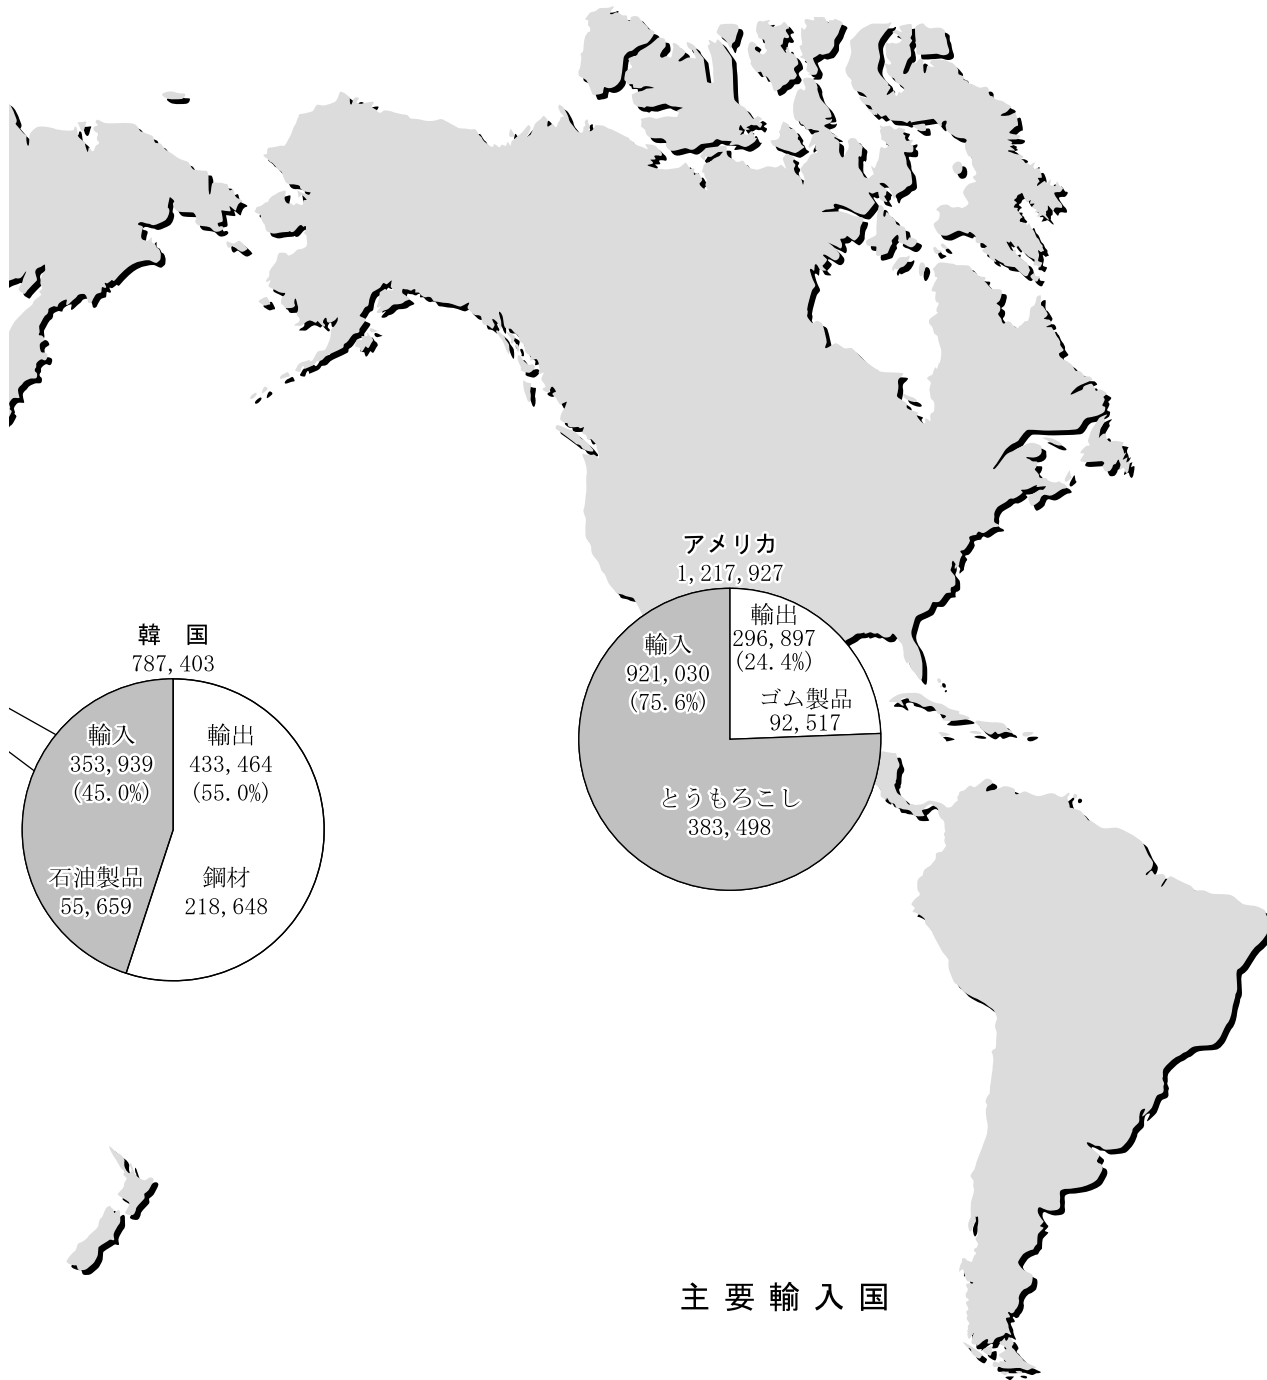 アメリカ
1,217,927
輸出
296,897
(24.4%)
ゴム製品
92,517
輸入
921,030
(75.6%)
とうもろこし
383,498
韓　国
787,403
輸入
353,939
(45.0%)
輸出
433,464
(55.0%)
石油製品
55,659
鋼材
218,648
主要輸入国